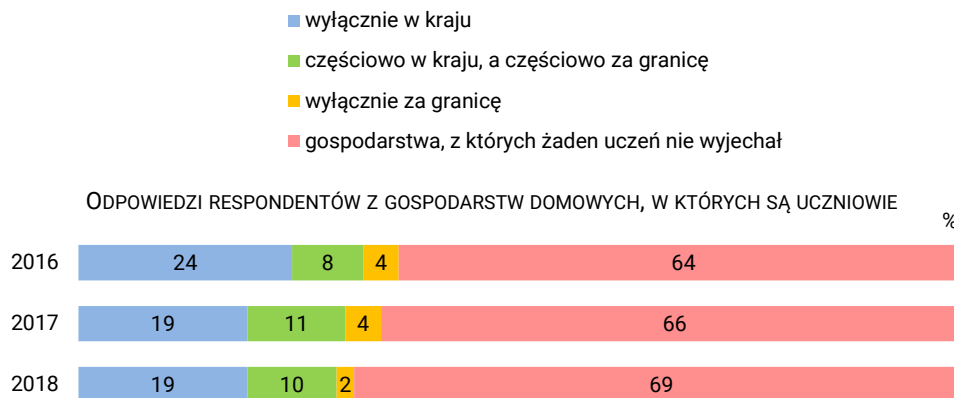 wyłącznie w kraju
częściowo w kraju, a częściowo za granicę
wyłącznie za granicę
gospodarstwa, z których żaden uczeń nie wyjechał
ODPOWIEDZI RESPONDENTÓW Z GOSPODARSTW DOMOWYCH, W KTÓRYCH SĄ UCZNIOWIE
%
2016 24 8 4 64
2017 19 11 4 66
2018 19 10 2 69